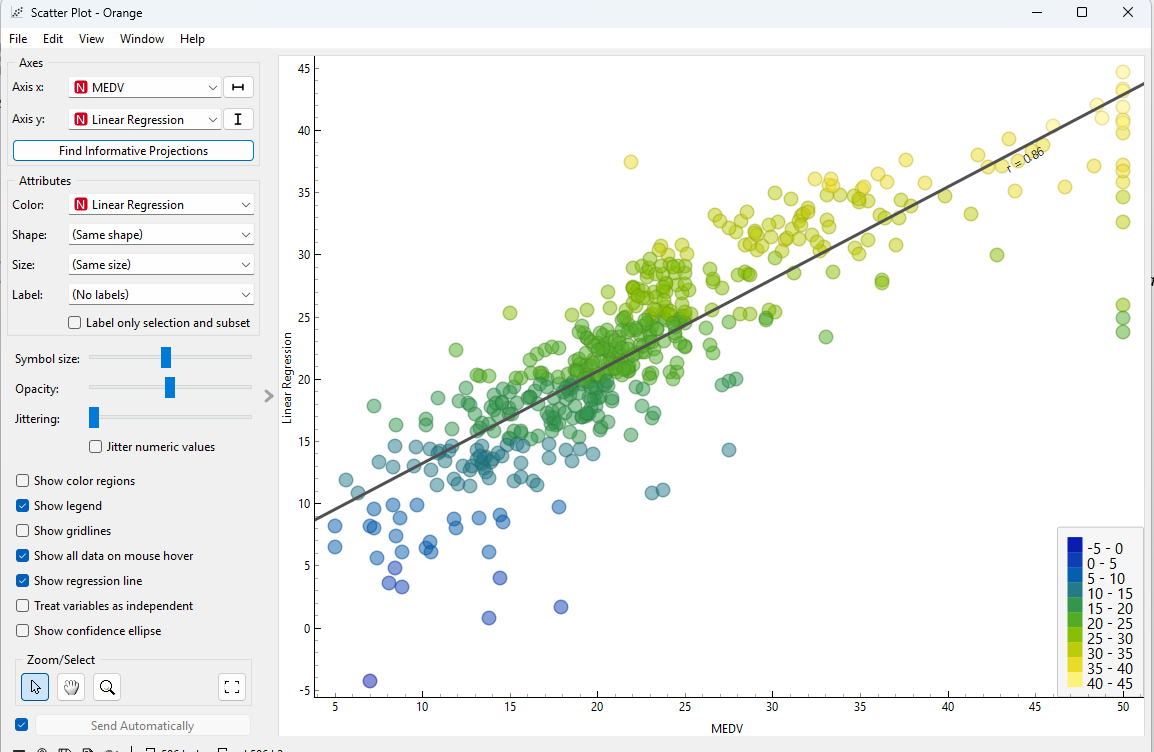 Scatter Plot - Orange
File Edit View Window Help
Axes
Axis x: N MEDV
Axis y: N Linear Regression
Find Informative Projections
Attributes
Color: N Linear Regression
Shape: (Same shape)
Size: (Same size)
Label: (No labels)
Label only selection and subset
Symbol size:
Opacity:
Jittering:
Jitter numeric values
Show color regions
Show legend
Show gridlines
Show all data on mouse hover
Show regression line
Treat variables as independent
Show confidence ellipse
Zoom/Select
Send Automatically
45
40
35
30
25
20
15
10
5
0
-5
Linear Regression
r = 0.86
5 10 15 20 25 30 35 40 45 50
MEDV
-5 - 0
0 - 5
5 - 10
10 - 15
15 - 20
20 - 25
25 - 30
30 - 35
35 - 40
40 - 45